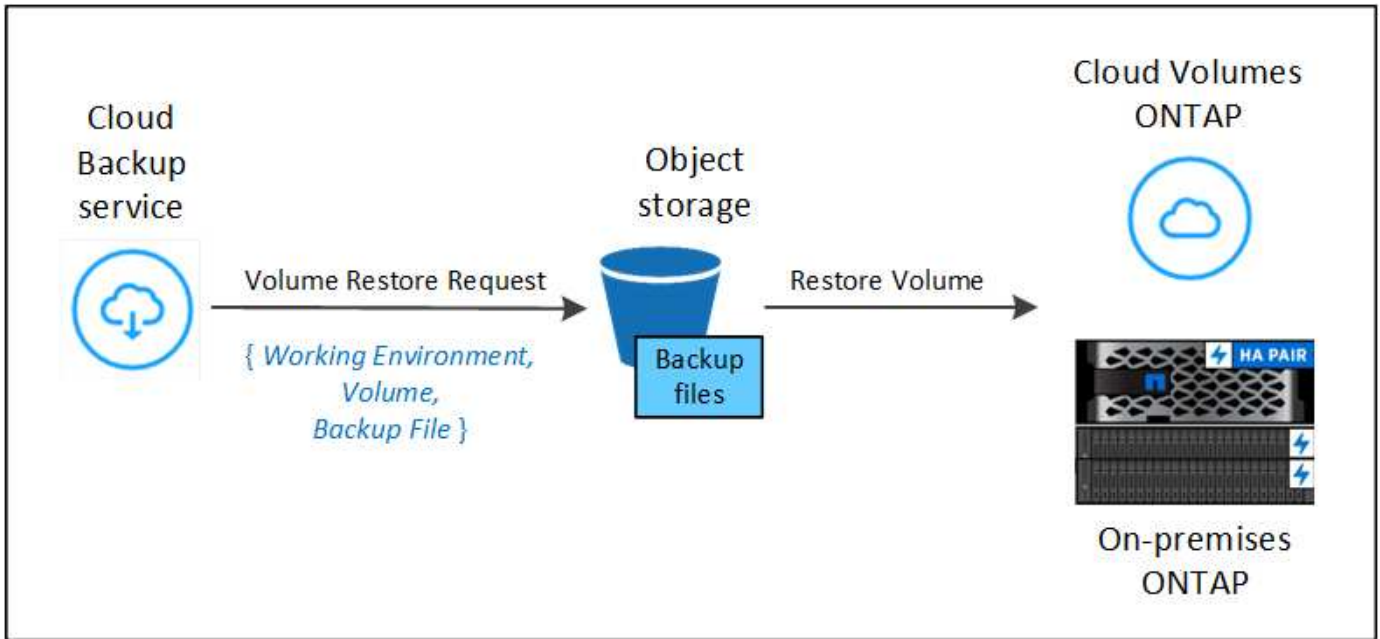 Cloud
Backup
service
Volume Restore Request
{ Working Environment,
Volume,
Backup File }
Object
storage
Backup
files
Restore Volume
Cloud Volumes
ONTAP
HA PAIR
On-premises
ONTAP